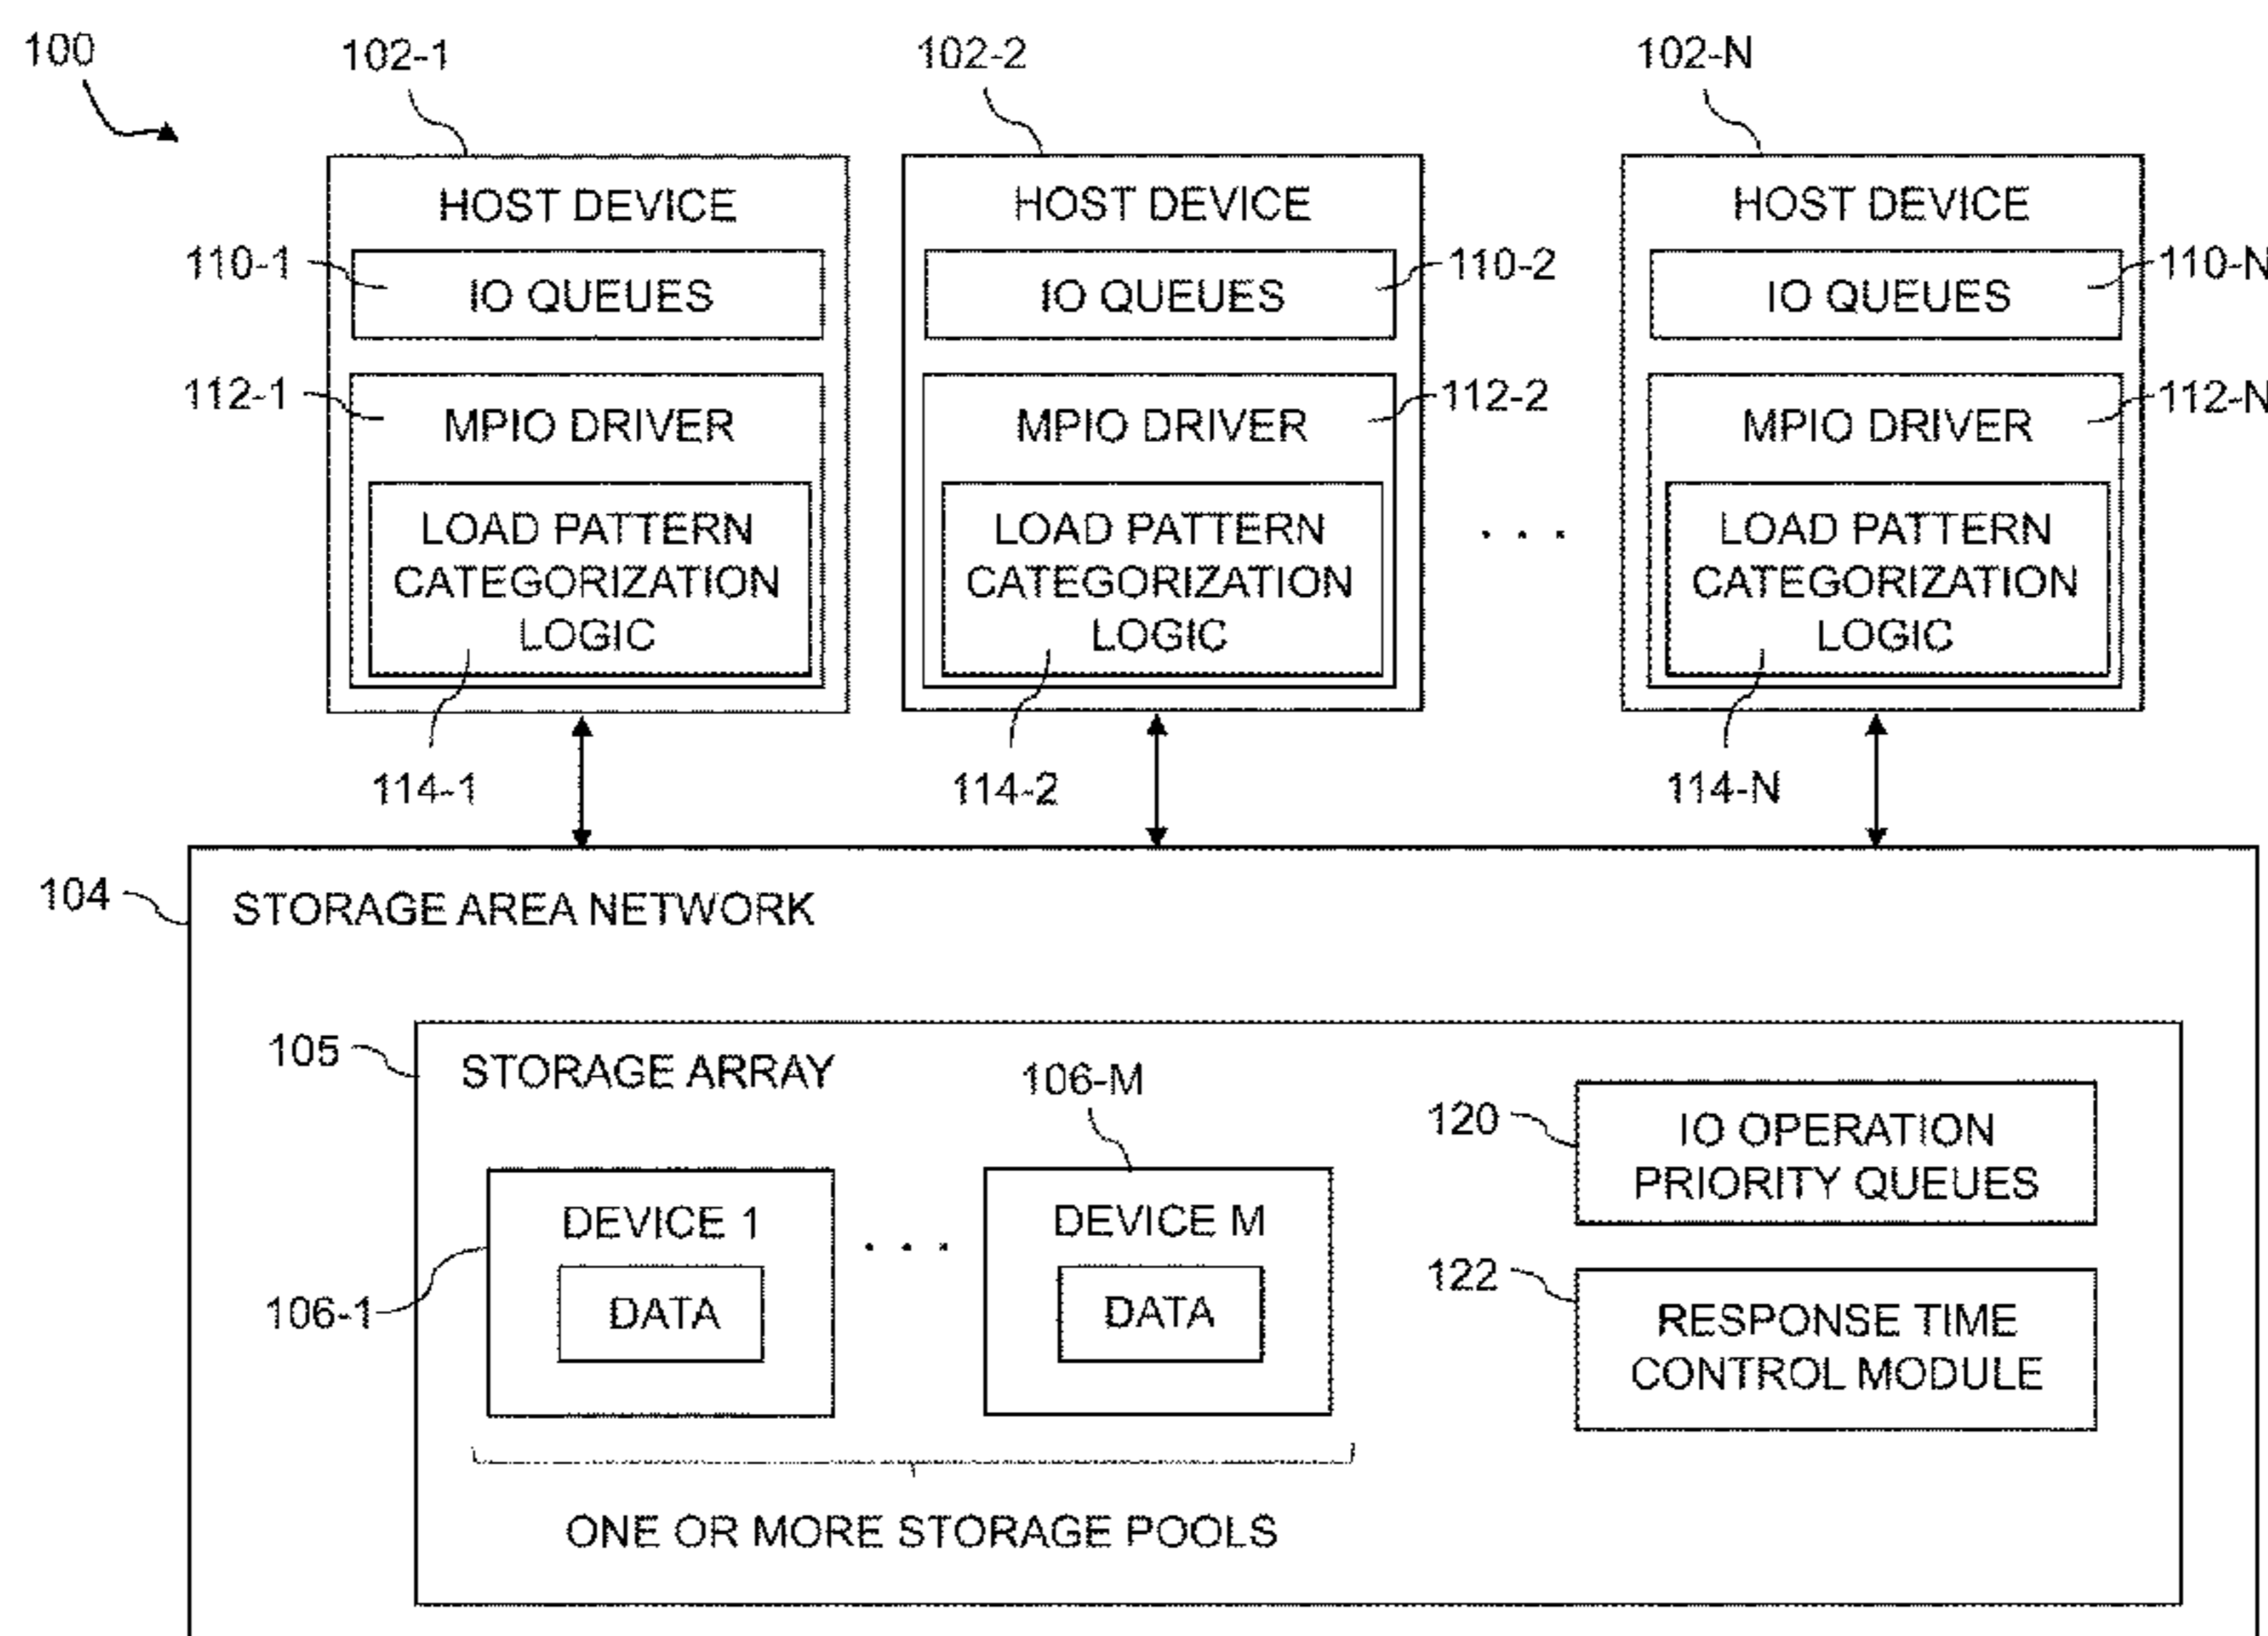 100
102-1
102-2
102-N
HOST DEVICE
HOST DEVICE
HOST DEVICE
110-1
IO QUEUES
IO QUEUES
110-2
IO QUEUES
110-N
112-1
MPIO DRIVER
MPIO DRIVER
112-2
MPIO DRIVER
112-N
LOAD PATTERN
CATEGORIZATION
LOGIC
LOAD PATTERN
CATEGORIZATION
LOGIC
. . .
LOAD PATTERN
CATEGORIZATION
LOGIC
114-1
114-2
114-N
104
STORAGE AREA NETWORK
105
STORAGE ARRAY
106-M
120
IO OPERATION
PRIORITY QUEUES
DEVICE 1
. . .
DEVICE M
106-1
DATA
DATA
122
RESPONSE TIME
CONTROL MODULE
ONE OR MORE STORAGE POOLS